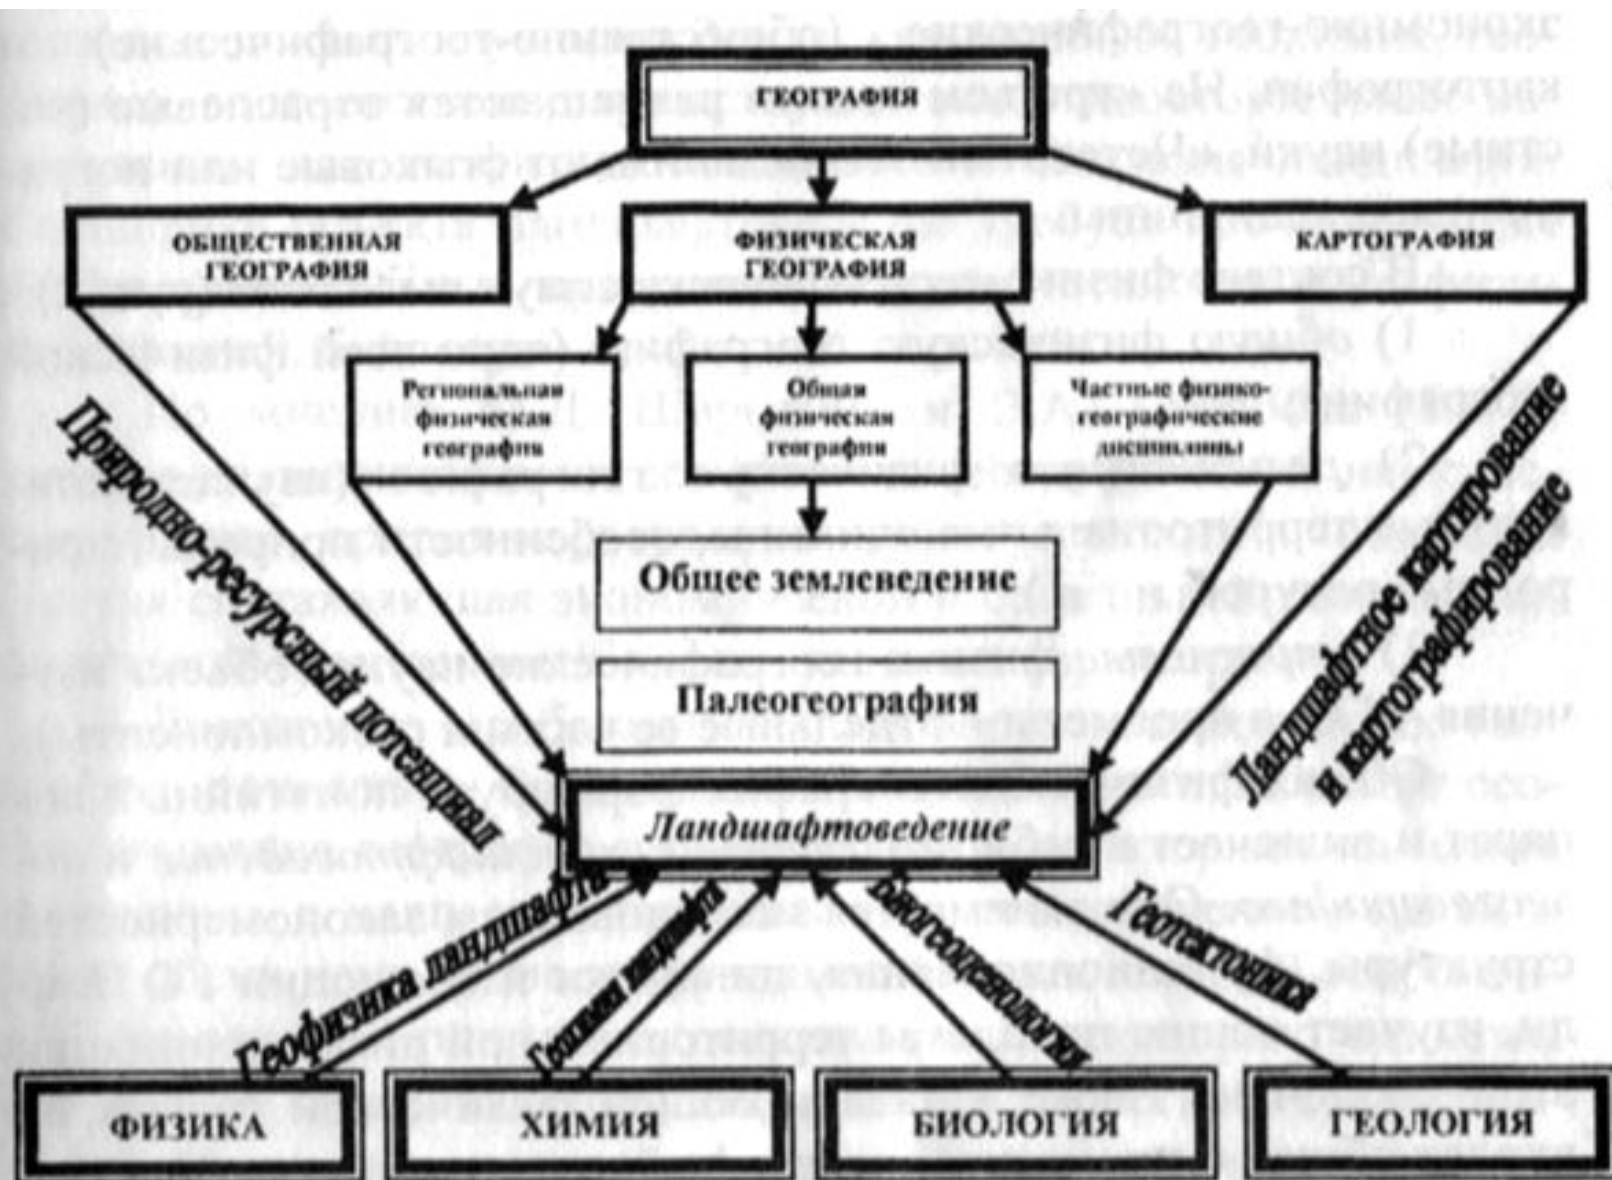 ГЕОГРАФИЯ
ОБЩЕСТВЕННАЯ
ГЕОГРАФИЯ
ФИЗИЧЕСКАЯ
ГЕОГРАФИЯ
КАРТОГРАФИЯ
Региональная
физическая
география
Общая
физическая
география
Частные физико-
географические
дисциплины
Общее землеведение
Палеогеография
Природно-ресурсный потенциал
Ландшафтное картирование
и картографирование
Ландшафтоведение
Геофизика ландшафта
Геохимия ландшафта
Биогеоценология
Геотектоника
ФИЗИКА
ХИМИЯ
БИОЛОГИЯ
ГЕОЛОГИЯ